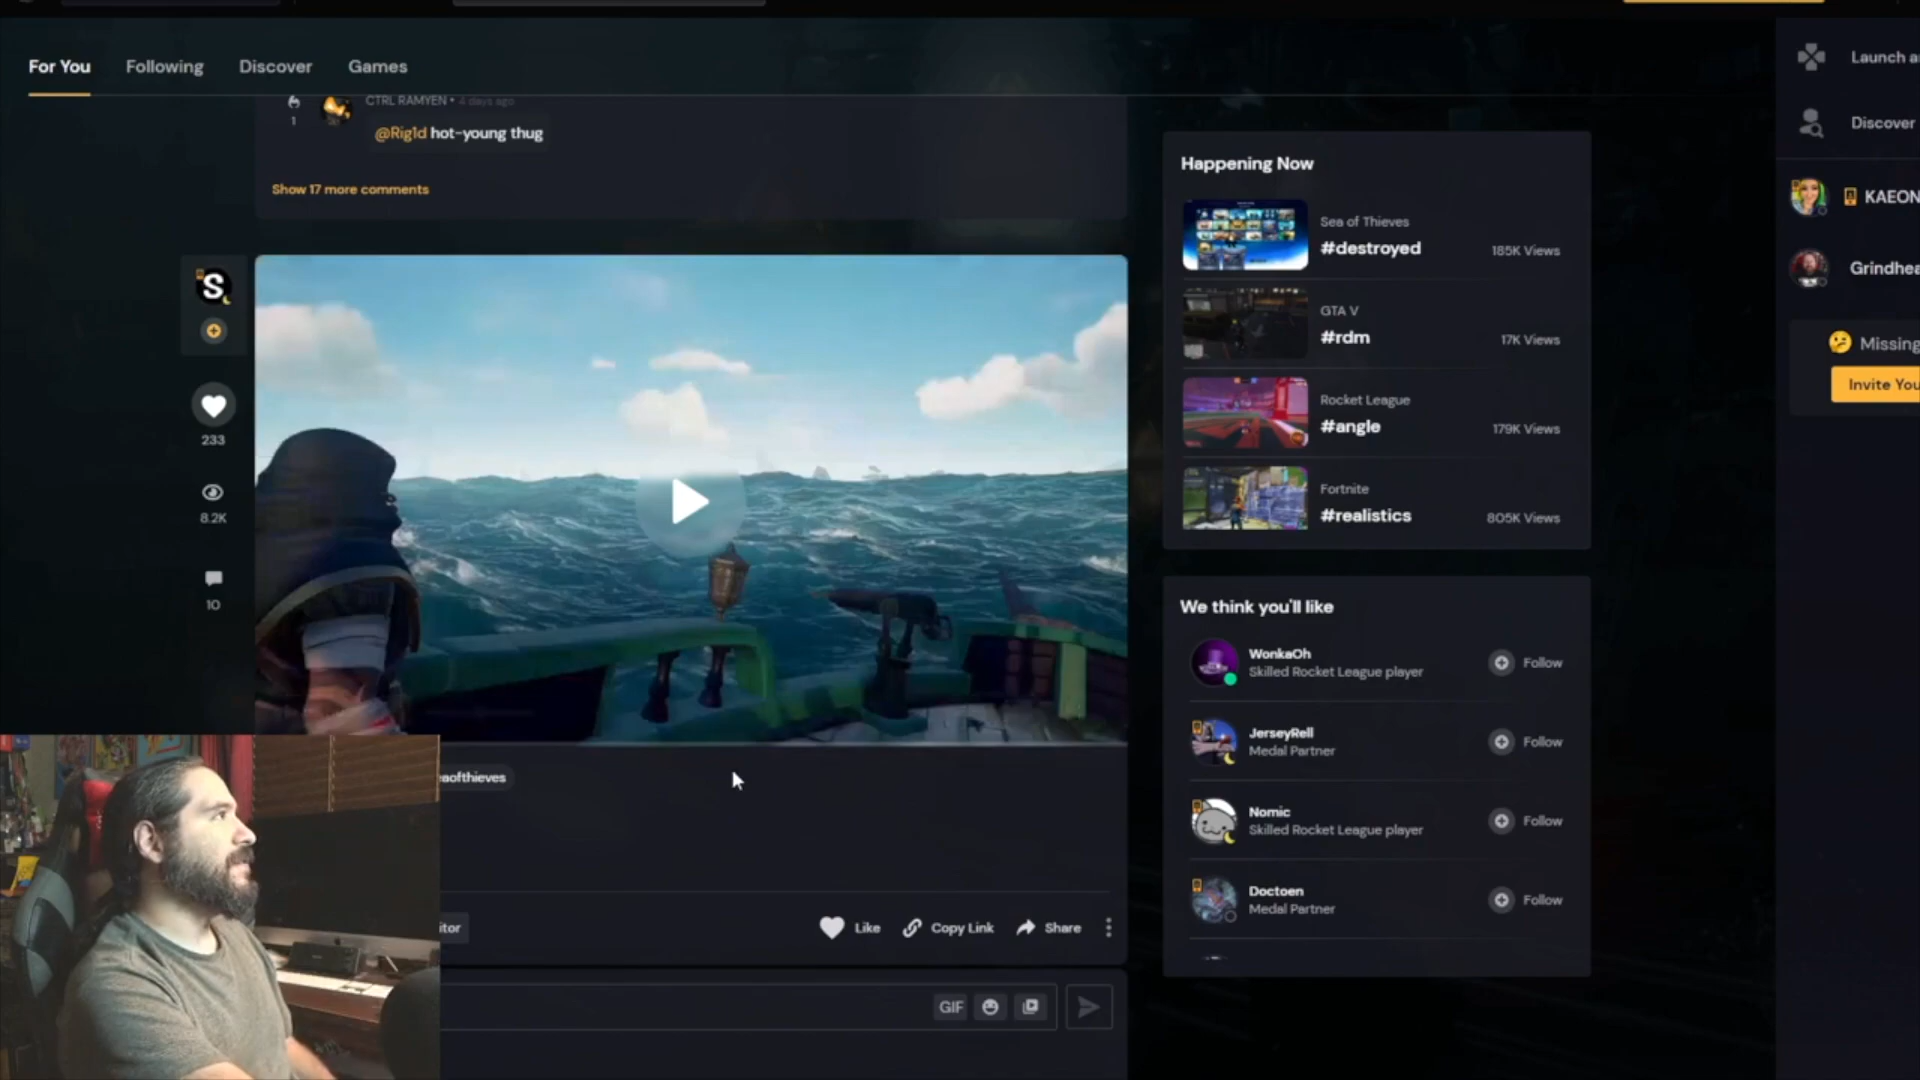 For You
Following
Discover
Games
CTRL RAMYEN • 4 days ago
1
@Rig1d hot-young thug
Show 17 more comments
S
233
8.2K
10
aofthieves
itor
Like
Copy Link
Share
GIF
Happening Now
Sea of Thieves
#destroyed
185K Views
GTA V
#rdm
17K Views
Rocket League
#angle
179K Views
Fortnite
#realistics
805K Views
We think you'll like
WonkaOh
Skilled Rocket League player
Follow
JerseyRell
Medal Partner
Follow
Nomic
Skilled Rocket League player
Follow
Doctoen
Medal Partner
Follow
Launch a
Discover
KAEON
Grindhea
Missing
Invite You